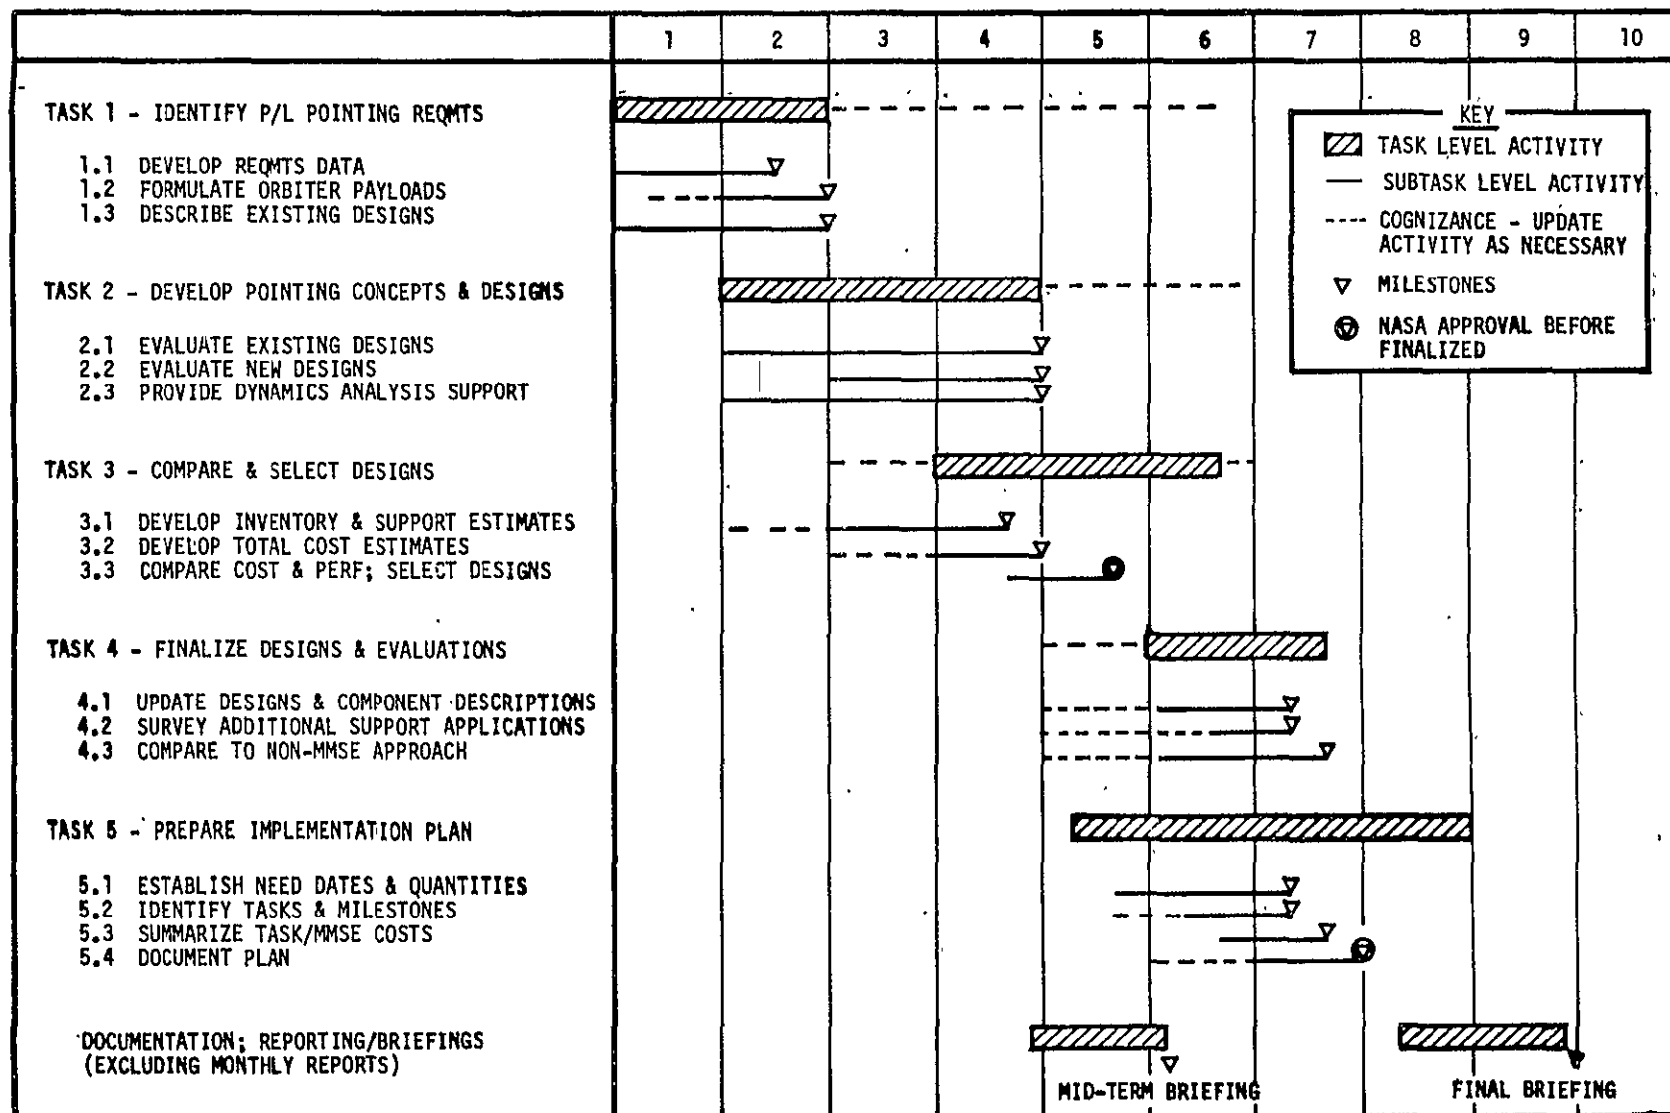 1 2 3 4 5 6 7 8 9 10
TASK 1 - IDENTIFY P/L POINTING REQMTS
1.1 DEVELOP REQMTS DATA
1.2 FORMULATE ORBITER PAYLOADS
1.3 DESCRIBE EXISTING DESIGNS
TASK 2 - DEVELOP POINTING CONCEPTS & DESIGNS
2.1 EVALUATE EXISTING DESIGNS
2.2 EVALUATE NEW DESIGNS
2.3 PROVIDE DYNAMICS ANALYSIS SUPPORT
TASK 3 - COMPARE & SELECT DESIGNS
3.1 DEVELOP INVENTORY & SUPPORT ESTIMATES
3.2 DEVELOP TOTAL COST ESTIMATES
3.3 COMPARE COST & PERF; SELECT DESIGNS
TASK 4 - FINALIZE DESIGNS & EVALUATIONS
4.1 UPDATE DESIGNS & COMPONENT DESCRIPTIONS
4.2 SURVEY ADDITIONAL SUPPORT APPLICATIONS
4.3 COMPARE TO NON-MMSE APPROACH
TASK 5 - PREPARE IMPLEMENTATION PLAN
5.1 ESTABLISH NEED DATES & QUANTITIES
5.2 IDENTIFY TASKS & MILESTONES
5.3 SUMMARIZE TASK/MMSE COSTS
5.4 DOCUMENT PLAN
DOCUMENTATION; REPORTING/BRIEFINGS
(EXCLUDING MONTHLY REPORTS)
MID-TERM BRIEFING
FINAL BRIEFING
KEY
TASK LEVEL ACTIVITY
SUBTASK LEVEL ACTIVITY
COGNIZANCE - UPDATE
ACTIVITY AS NECESSARY
MILESTONES
NASA APPROVAL BEFORE
FINALIZED